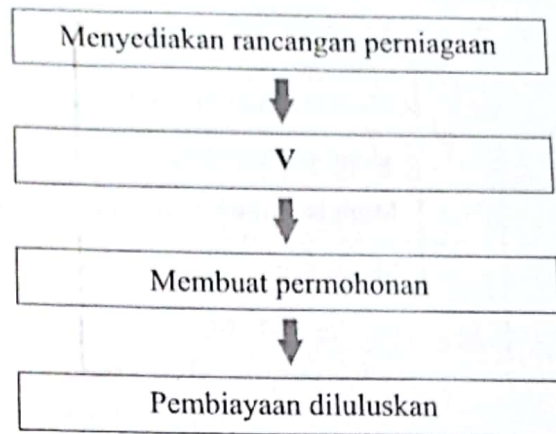 Menyediakan rancangan perniagaan
V
Membuat permohonan
Pembiayaan diluluskan